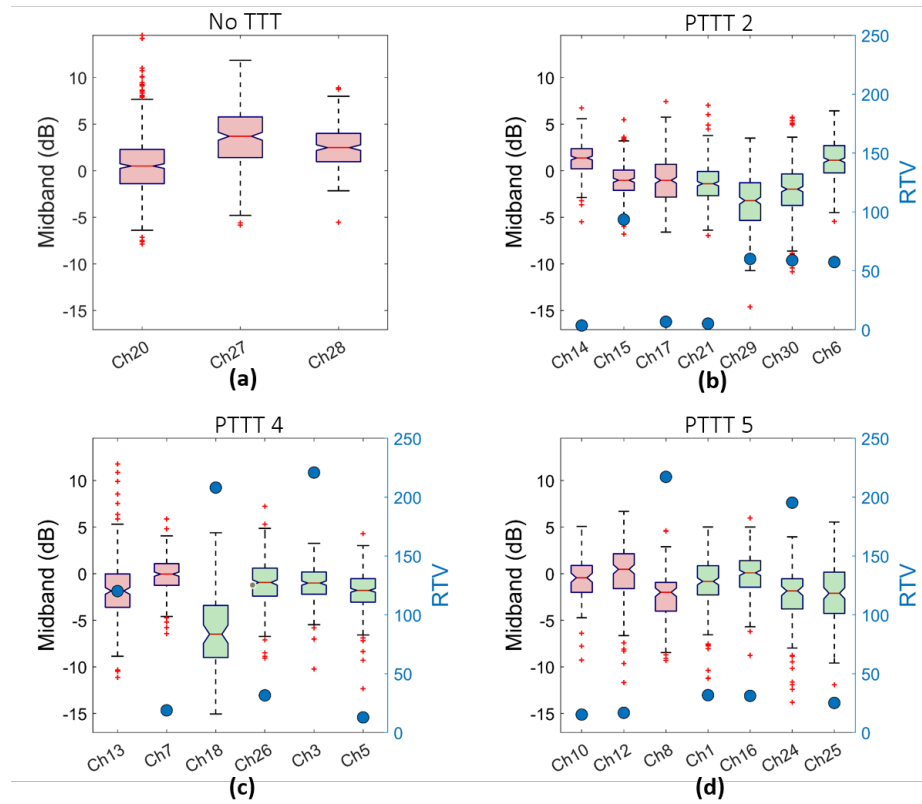 No TTT
Midband (dB)
10
5
0
-5
-10
-15
Ch20 Ch27 Ch28
(a)
PTTT 2
Midband (dB)
10
5
0
-5
-10
-15
250
200
150
100
50
0
RTV
Ch14 Ch15 Ch17 Ch21 Ch29 Ch30 Ch6
(b)
PTTT 4
Midband (dB)
10
5
0
-5
-10
-15
250
200
150
100
50
0
RTV
Ch13 Ch7 Ch18 Ch26 Ch3 Ch5
(c)
PTTT 5
Midband (dB)
10
5
0
-5
-10
-15
250
200
150
100
50
0
RTV
Ch10 Ch12 Ch8 Ch1 Ch16 Ch24 Ch25
(d)